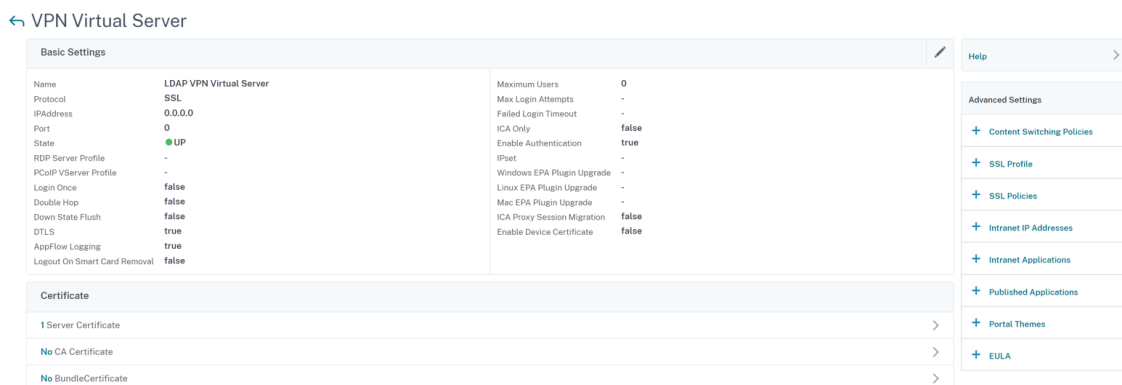 VPN Virtual Server
Basic Settings
Name LDAP VPN Virtual Server
Protocol SSL
IPAddress 0.0.0.0
Port 0
State UP
RDP Server Profile -
PCoIP VServer Profile -
Login Once false
Double Hop false
Down State Flush false
DTLS true
AppFlow Logging true
Logout On Smart Card Removal false
Maximum Users 0
Max Login Attempts -
Failed Login Timeout -
ICA Only false
Enable Authentication true
IPset -
Windows EPA Plugin Upgrade -
Linux EPA Plugin Upgrade -
Mac EPA Plugin Upgrade -
ICA Proxy Session Migration false
Enable Device Certificate false
Certificate
1 Server Certificate
No CA Certificate
No BundleCertificate
Help
Advanced Settings
+ Content Switching Policies
+ SSL Profile
+ SSL Policies
+ Intranet IP Addresses
+ Intranet Applications
+ Published Applications
+ Portal Themes
+ EULA